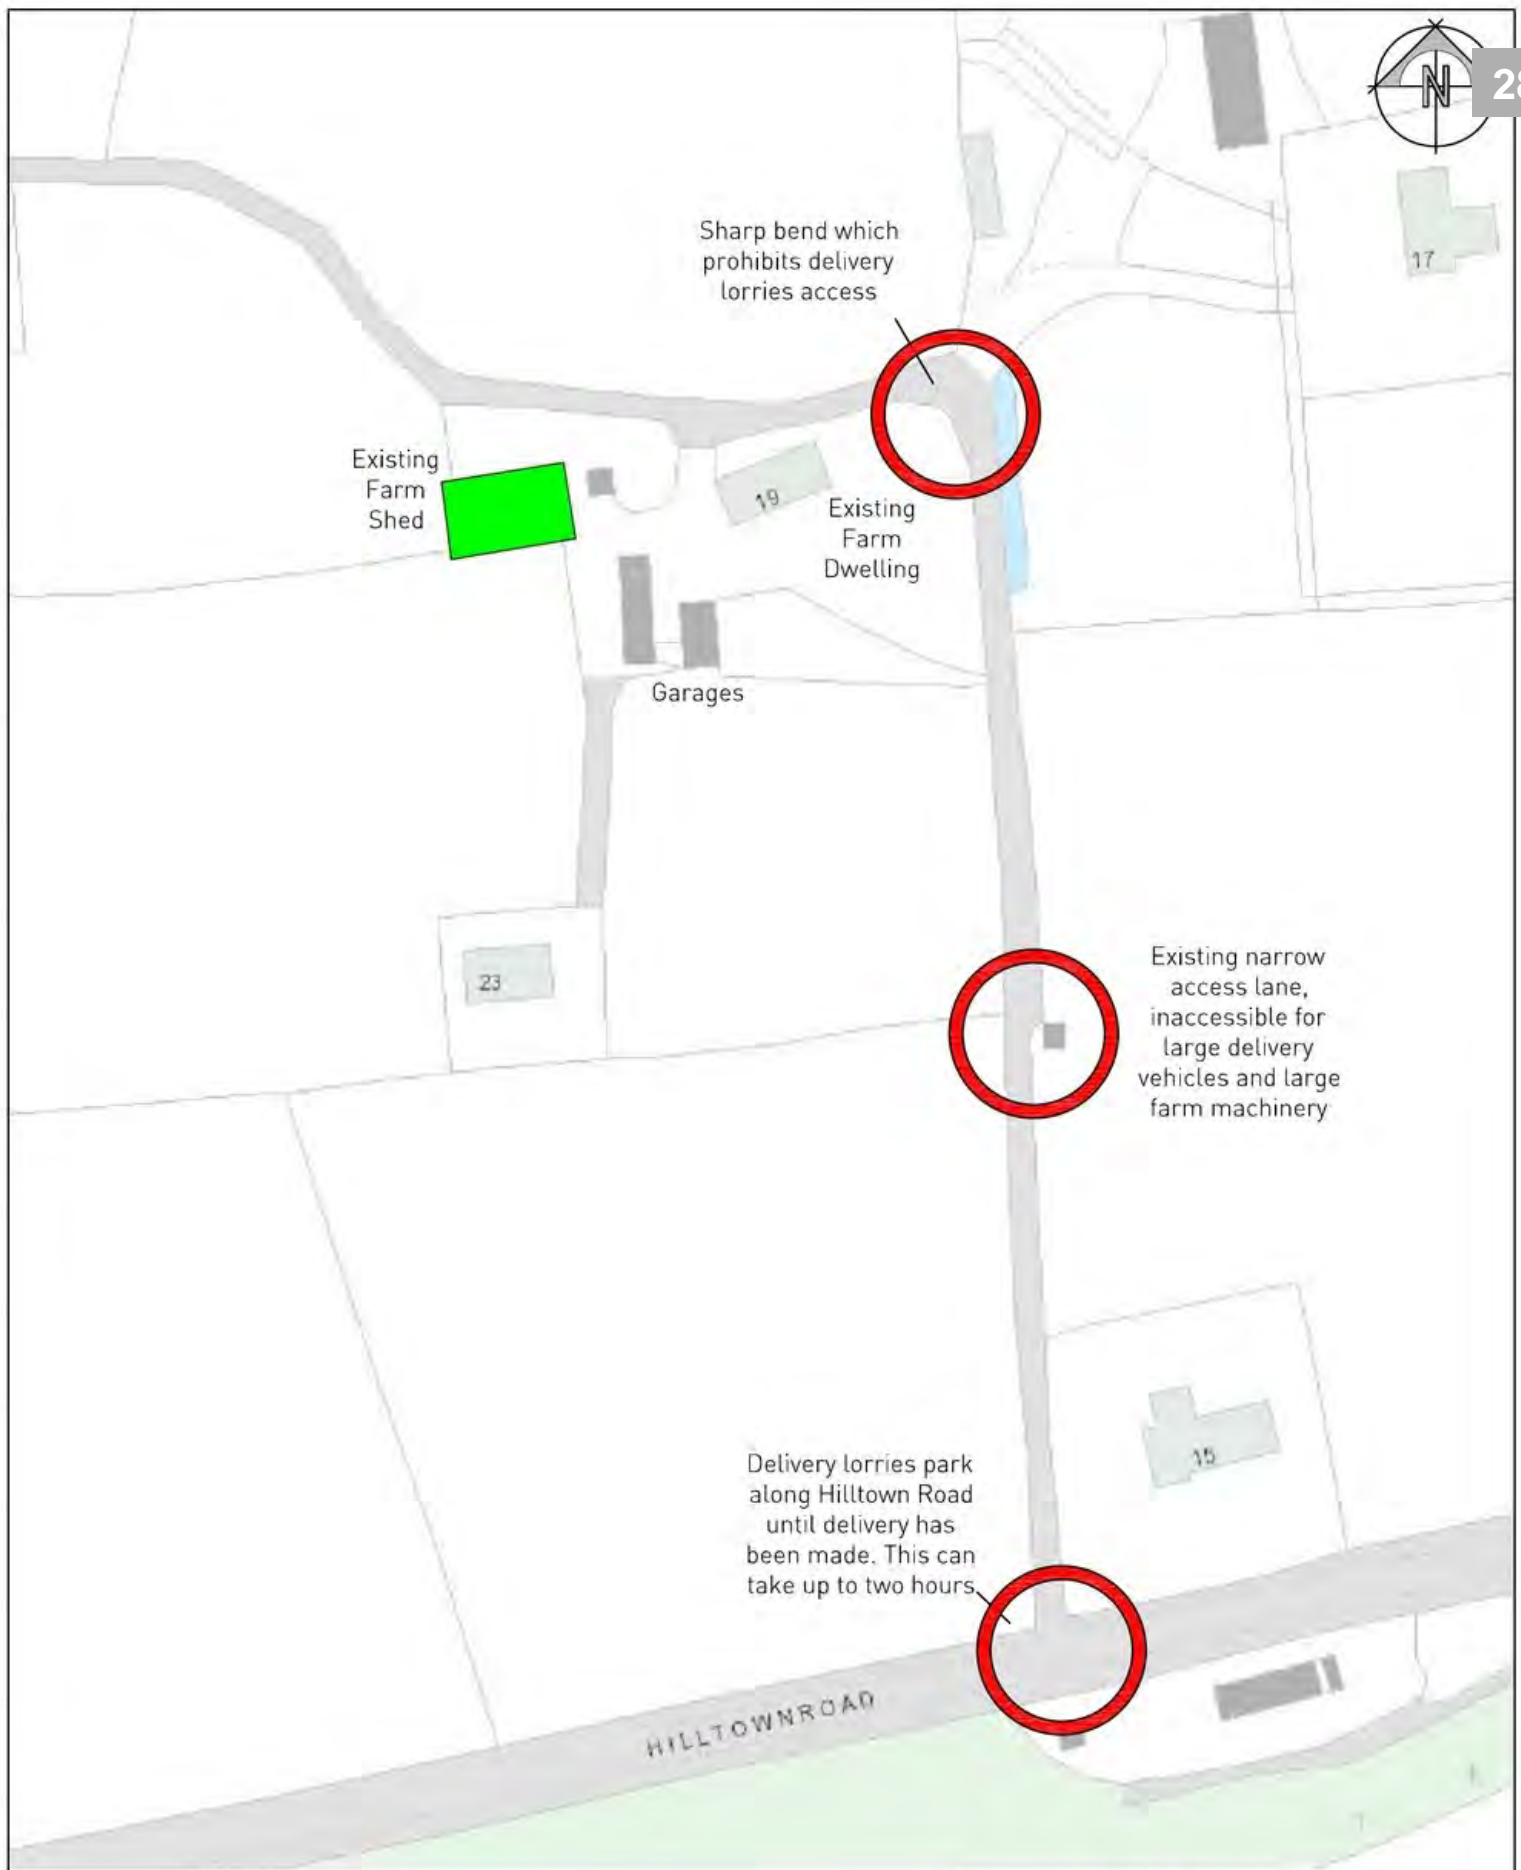 N
28
17
Sharp bend which
prohibits delivery
lorries access
Existing
Farm
Shed
19
Existing
Farm
Dwelling
Garages
23
Existing narrow
access lane,
inaccessible for
large delivery
vehicles and large
farm machinery
15
Delivery lorries park
along Hilltown Road
until delivery has
been made. This can
take up to two hours
HILLTOWNROAD